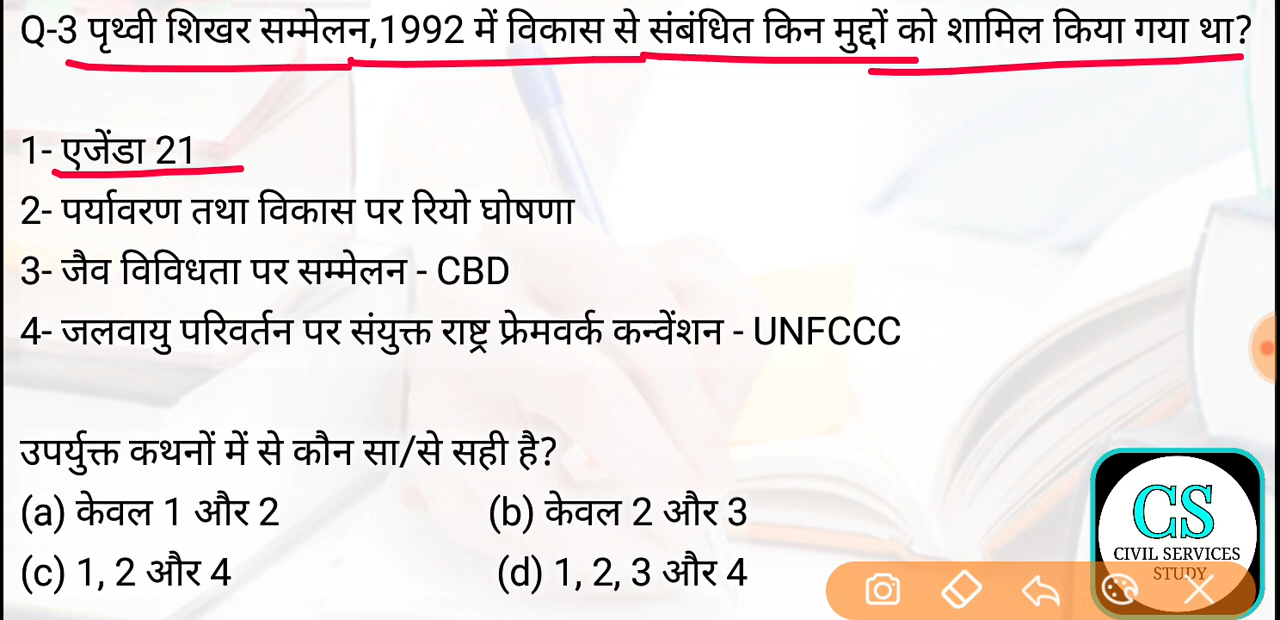 Q-3 पृथ्वी शिखर सम्मेलन,1992 में विकास से संबंधित किन मुद्दों को शामिल किया गया था?
1- एजेंडा 21
2- पर्यावरण तथा विकास पर रियो घोषणा
3- जैव विविधता पर सम्मेलन - CBD
4- जलवायु परिवर्तन पर संयुक्त राष्ट्र फ्रेमवर्क कन्वेंशन - UNFCCC
उपर्युक्त कथनों में से कौन सा/से सही है?
(a) केवल 1 और 2 (b) केवल 2 और 3
(c) 1, 2 और 4 (d) 1, 2, 3 और 4
CS
CIVIL SERVICES
STUDY